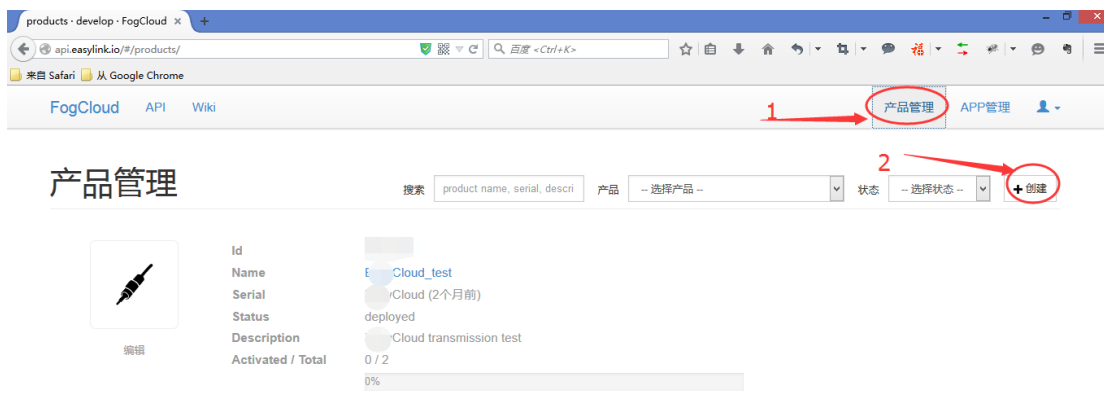 products · develop · FogCloud × +
api.easylink.io/#/products/ 百度 <Ctrl+K>
来自 Safari 从 Google Chrome
FogCloud API Wiki 1 产品管理 APP管理
2
产品管理 搜索 product name, serial, descri 产品 -- 选择产品 -- 状态 -- 选择状态 -- +创建
Id
Name Cloud_test
Serial Cloud (2个月前)
Status deployed
Description Cloud transmission test
编辑
Activated / Total 0 / 2
0%